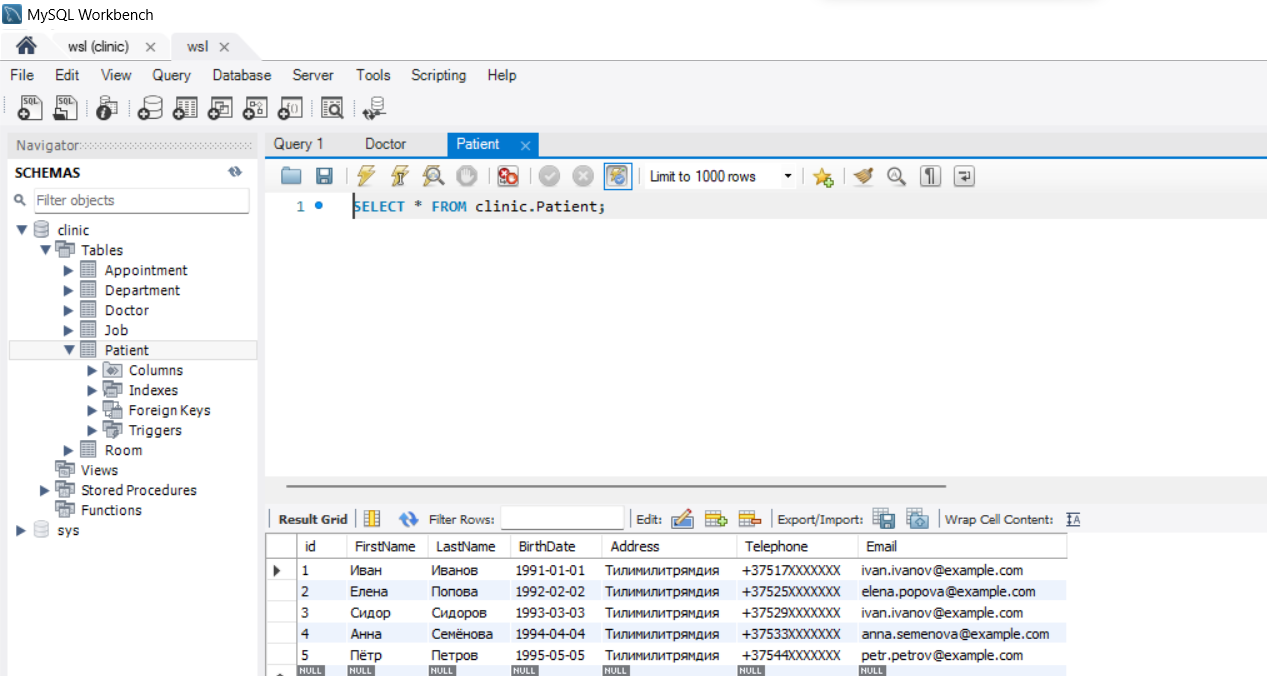 MySQL Workbench
wsl (clinic)
wsl
File Edit View Query Database Server Tools Scripting Help
Navigator
SCHEMAS
Filter objects
clinic
Tables
Appointment
Department
Doctor
Job
Patient
Columns
Indexes
Foreign Keys
Triggers
Room
Views
Stored Procedures
Functions
sys
Query 1 Doctor Patient
Limit to 1000 rows
1 SELECT * FROM clinic.Patient;
Result Grid Filter Rows: Edit: Export/Import: Wrap Cell Content:
id FirstName LastName BirthDate Address Telephone Email
1 Иван Иванов 1991-01-01 Тилимилитрямдия +37517XXXXXXX ivan.ivanov@example.com
2 Елена Попова 1992-02-02 Тилимилитрямдия +37525XXXXXXX elena.popova@example.com
3 Сидор Сидоров 1993-03-03 Тилимилитрямдия +37529XXXXXXX ivan.ivanov@example.com
4 Анна Семёнова 1994-04-04 Тилимилитрямдия +37533XXXXXXX anna.semenova@example.com
5 Пётр Петров 1995-05-05 Тилимилитрямдия +37544XXXXXXX petr.petrov@example.com
NULL NULL NULL NULL NULL NULL NULL